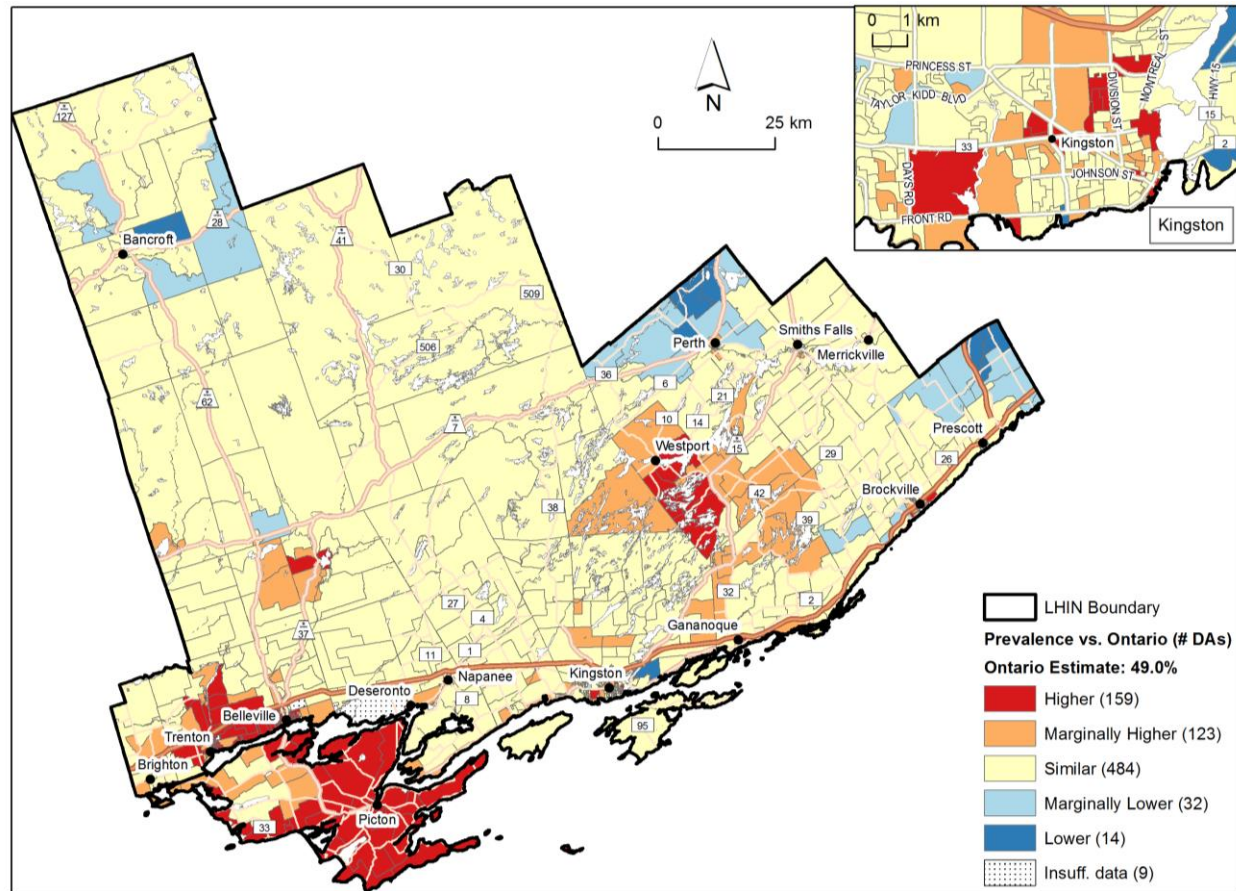 0 1 km
PRINCESS ST
TAYLOR KIDD BLVD
DIVISION ST
MONTREAL ST
HWY 15
15
2
33
Kingston
JOHNSON ST
DAYS RD
FRONT RD
Kingston
N
0 25 km
127
28
Bancroft
41
30
509
506
62
7
36
Perth
Smiths Falls
Merrickville
6
21
10
14
Westport
15
29
Prescott
26
Brockville
42
38
39
37
27
4
32
2
11
1
Gananoque
Napanee
Kingston
Deseronto
8
95
Belleville
Trenton
Brighton
33
Picton
LHIN Boundary
Prevalence vs. Ontario (# DAs)
Ontario Estimate: 49.0%
Higher (159)
Marginally Higher (123)
Similar (484)
Marginally Lower (32)
Lower (14)
Insuff. data (9)